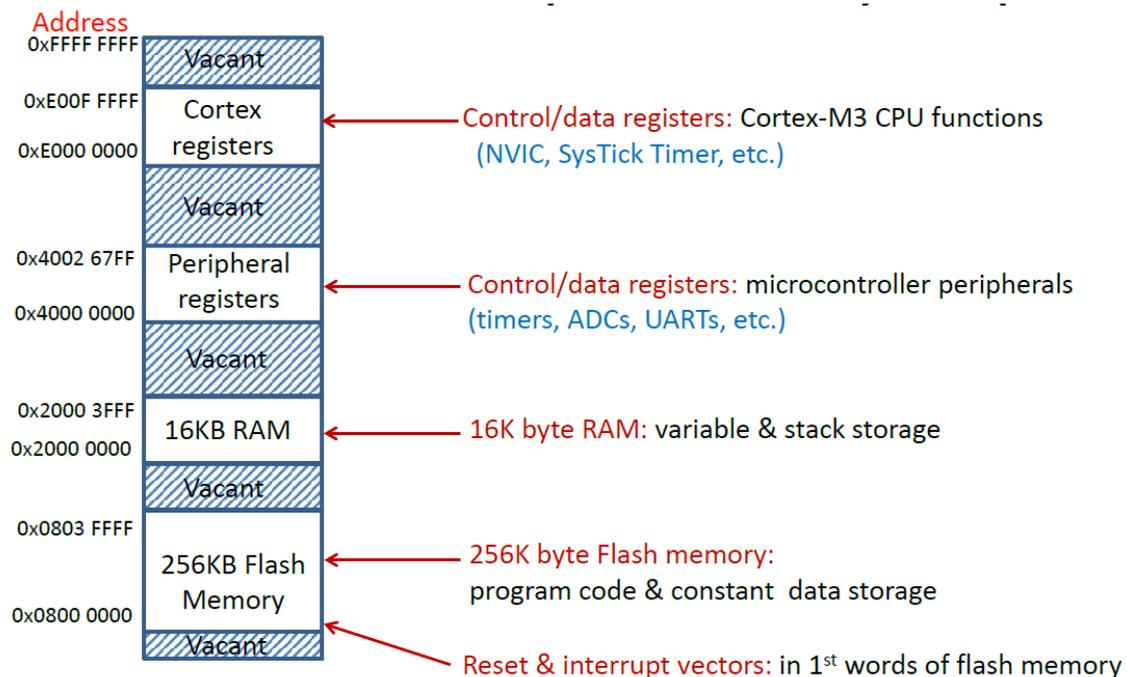 Address
0xFFFF FFFF
Vacant
0xE00F FFFF
Cortex
registers
0xE000 0000
Control/data registers: Cortex-M3 CPU functions
(NVIC, SysTick Timer, etc.)
Vacant
0x4002 67FF
Peripheral
registers
0x4000 0000
Control/data registers: microcontroller peripherals
(timers, ADCs, UARTs, etc.)
Vacant
0x2000 3FFF
16KB RAM
0x2000 0000
16K byte RAM: variable & stack storage
Vacant
0x0803 FFFF
256KB Flash
Memory
0x0800 0000
256K byte Flash memory:
program code & constant data storage
Vacant
Reset & interrupt vectors: in 1st words of flash memory